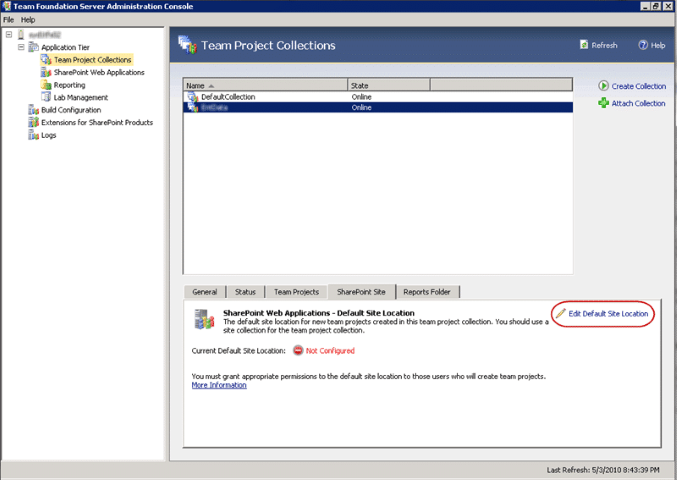 Team Foundation Server Administration Console
File Help
Application Tier
Team Project Collections
SharePoint Web Applications
Reporting
Lab Management
Build Configuration
Extensions for SharePoint Products
Logs
Team Project Collections
Refresh
Help
Name State
DefaultCollection Online
Online
Create Collection
Attach Collection
General Status Team Projects SharePoint Site Reports Folder
SharePoint Web Applications - Default Site Location
The default site location for new team projects created in this team project collection. You should use a
site collection for the team project collection.
Edit Default Site Location
Current Default Site Location: Not Configured
You must grant appropriate permissions to the default site location to those users who will create team projects.
More Information
Last Refresh: 5/3/2010 8:43:39 PM